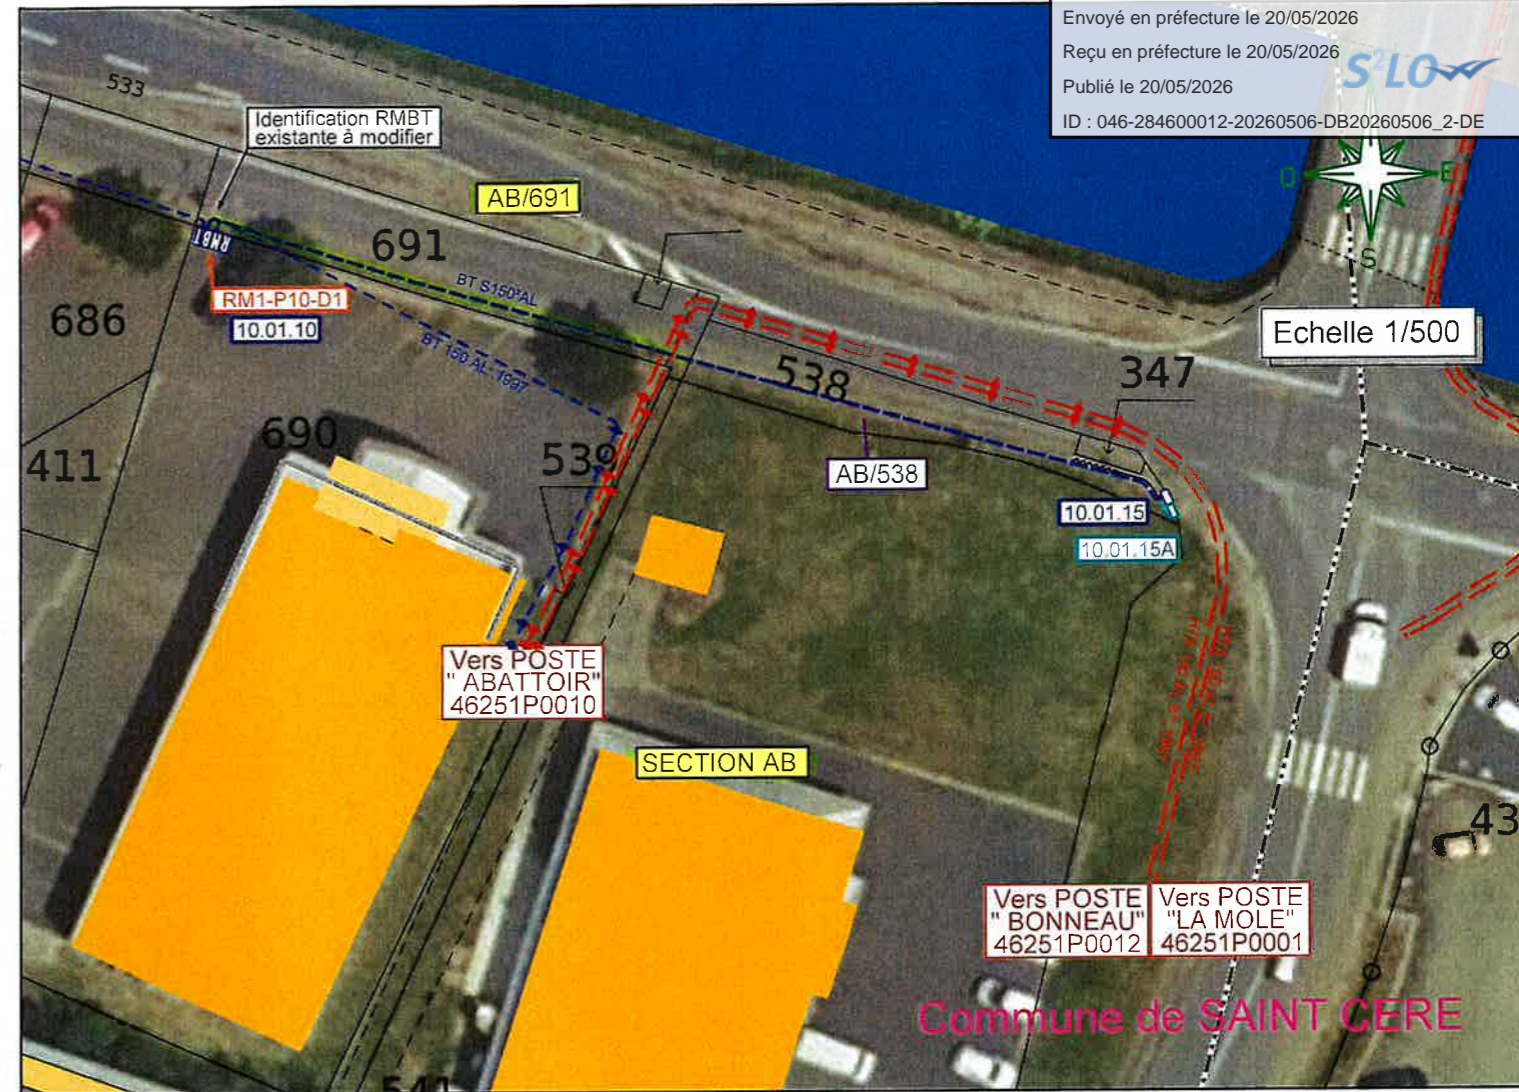 Envoyé en préfecture le 20/05/2026
Reçu en préfecture le 20/05/2026
Publié le 20/05/2026
S²LO
ID : 046-284600012-20260506-DB20260506_2-DE
533
Identification RMBT
existante à modifier
AB/691
O
E
S
RMBT
691
BT S150²AL
RM1-P10-D1
10.01.10
686
BT 150 AL 1997
Echelle 1/500
538
347
690
411
539
AB/538
10.01.15
10.01.15A
Vers POSTE
" ABATTOIR"
46251P0010
SECTION AB
43
Vers POSTE
" BONNEAU"
46251P0012
Vers POSTE
"LA MOLE"
46251P0001
Commune de SAINT CERE
541